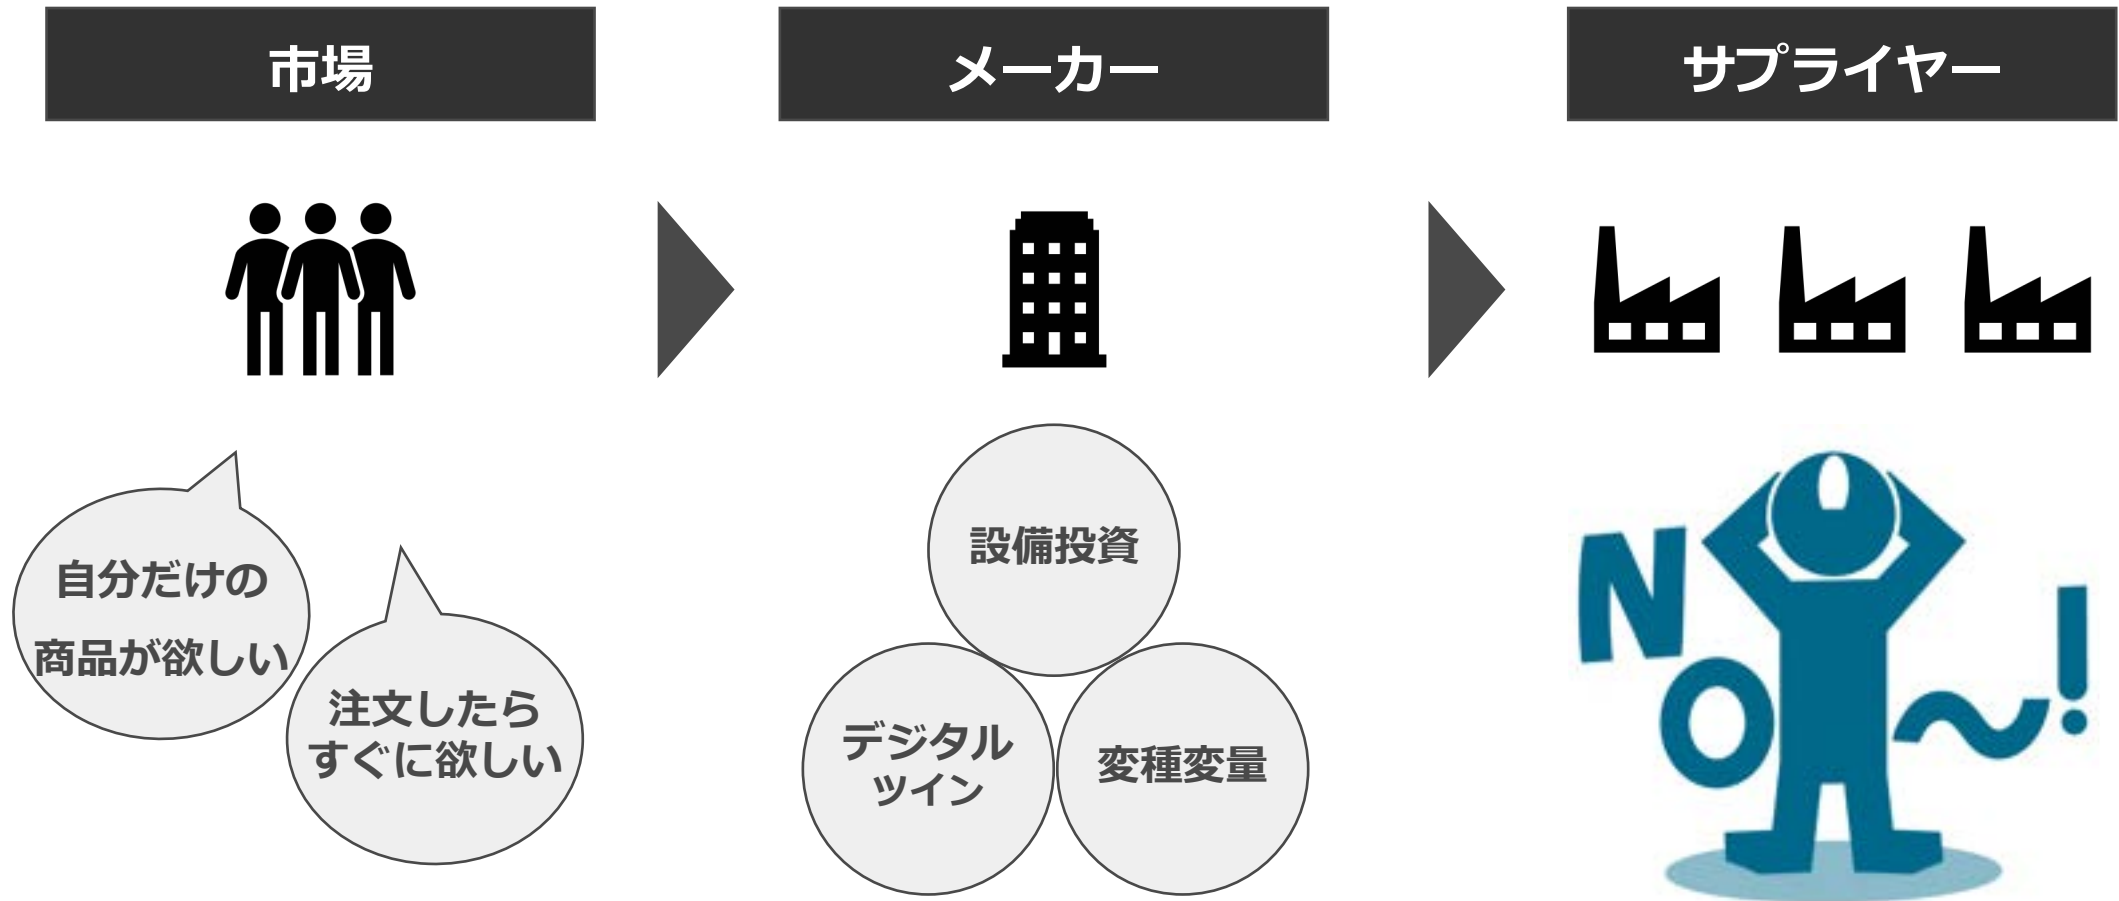 市場
メーカー
サプライヤー
自分だけの
商品が欲しい
注文したら
すぐに欲しい
設備投資
デジタル
ツイン
変種変量
NO～!